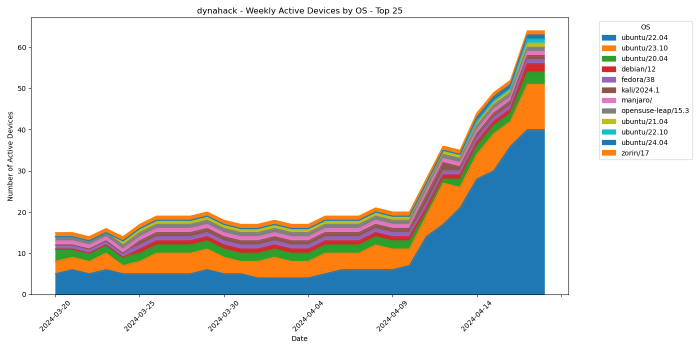 dynahack - Weekly Active Devices by OS - Top 25
Number of Active Devices
60
50
40
30
20
10
0
2024-03-20
2024-03-25
2024-03-30
2024-04-04
2024-04-09
2024-04-14
Date
OS
ubuntu/22.04
ubuntu/23.10
ubuntu/20.04
debian/12
fedora/38
kali/2024.1
manjaro/
opensuse-leap/15.3
ubuntu/21.04
ubuntu/22.10
ubuntu/24.04
zorin/17